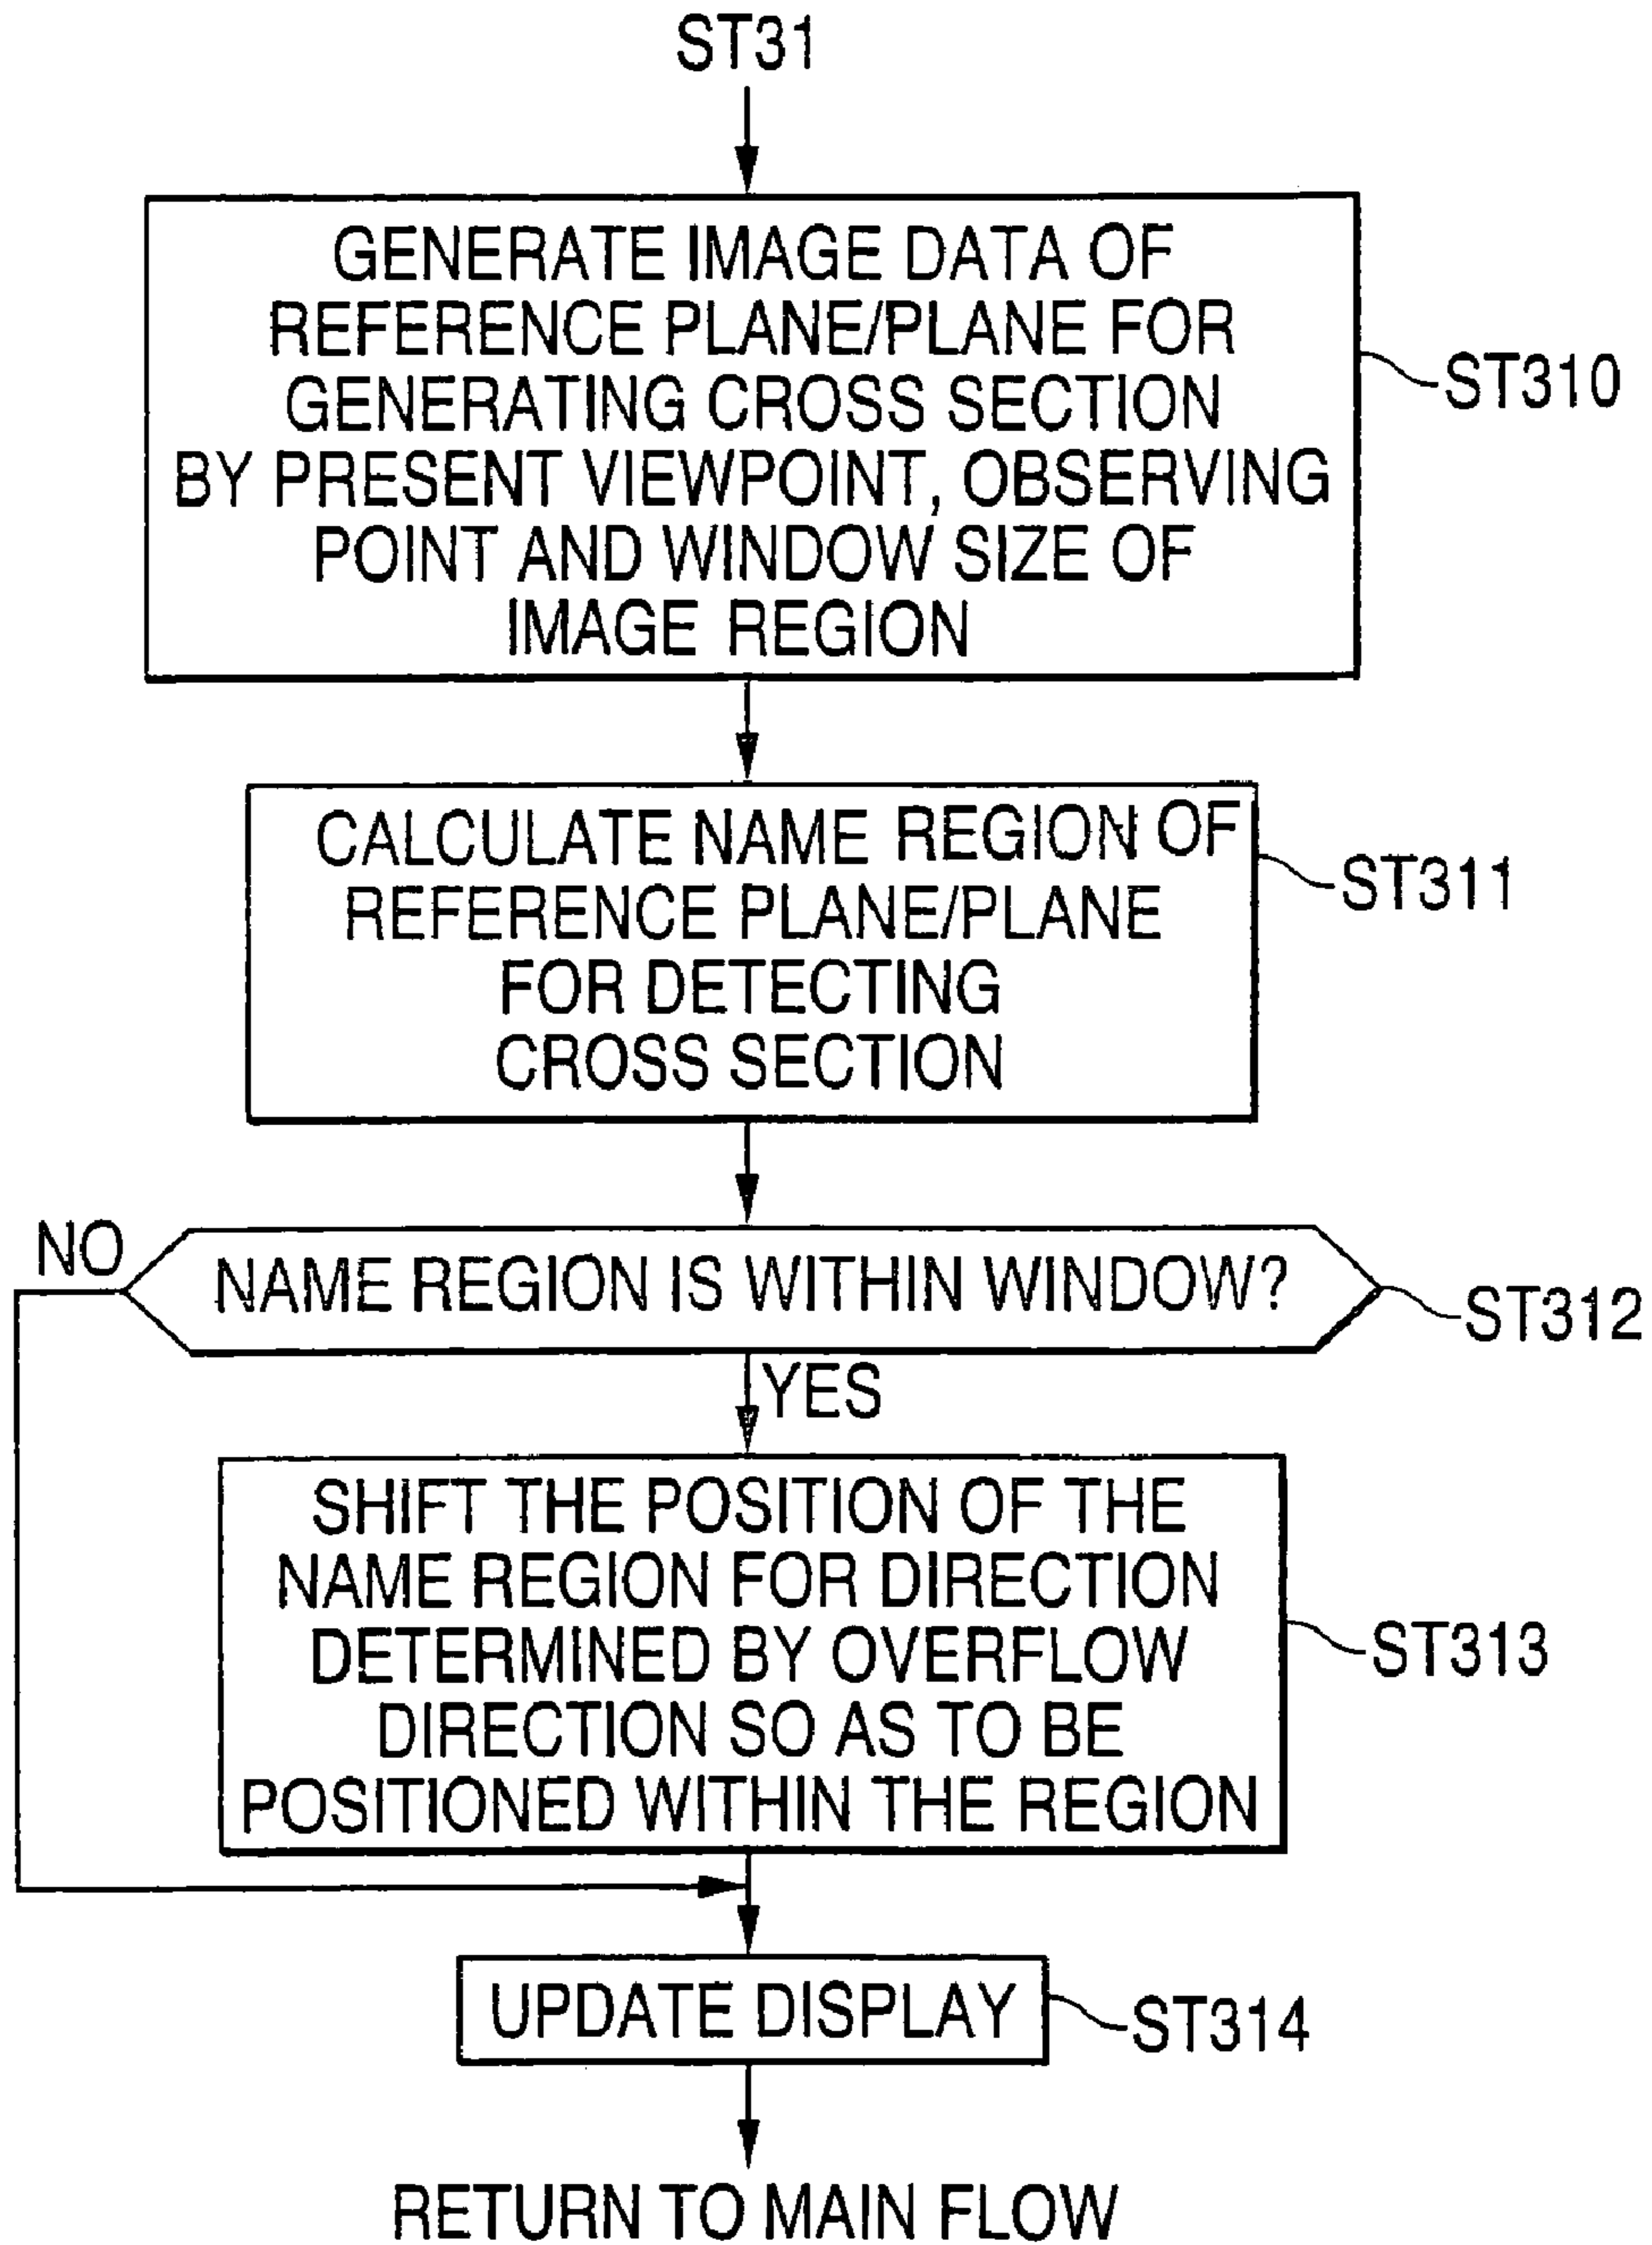 ST31
GENERATE IMAGE DATA OF
REFERENCE PLANE/PLANE FOR
GENERATING CROSS SECTION
BY PRESENT VIEWPOINT, OBSERVING
POINT AND WINDOW SIZE OF
IMAGE REGION
ST310
CALCULATE NAME REGION OF
REFERENCE PLANE/PLANE
FOR DETECTING
CROSS SECTION
ST311
NO
NAME REGION IS WITHIN WINDOW?
ST312
YES
SHIFT THE POSITION OF THE
NAME REGION FOR DIRECTION
DETERMINED BY OVERFLOW
DIRECTION SO AS TO BE
POSITIONED WITHIN THE REGION
ST313
UPDATE DISPLAY
ST314
RETURN TO MAIN FLOW